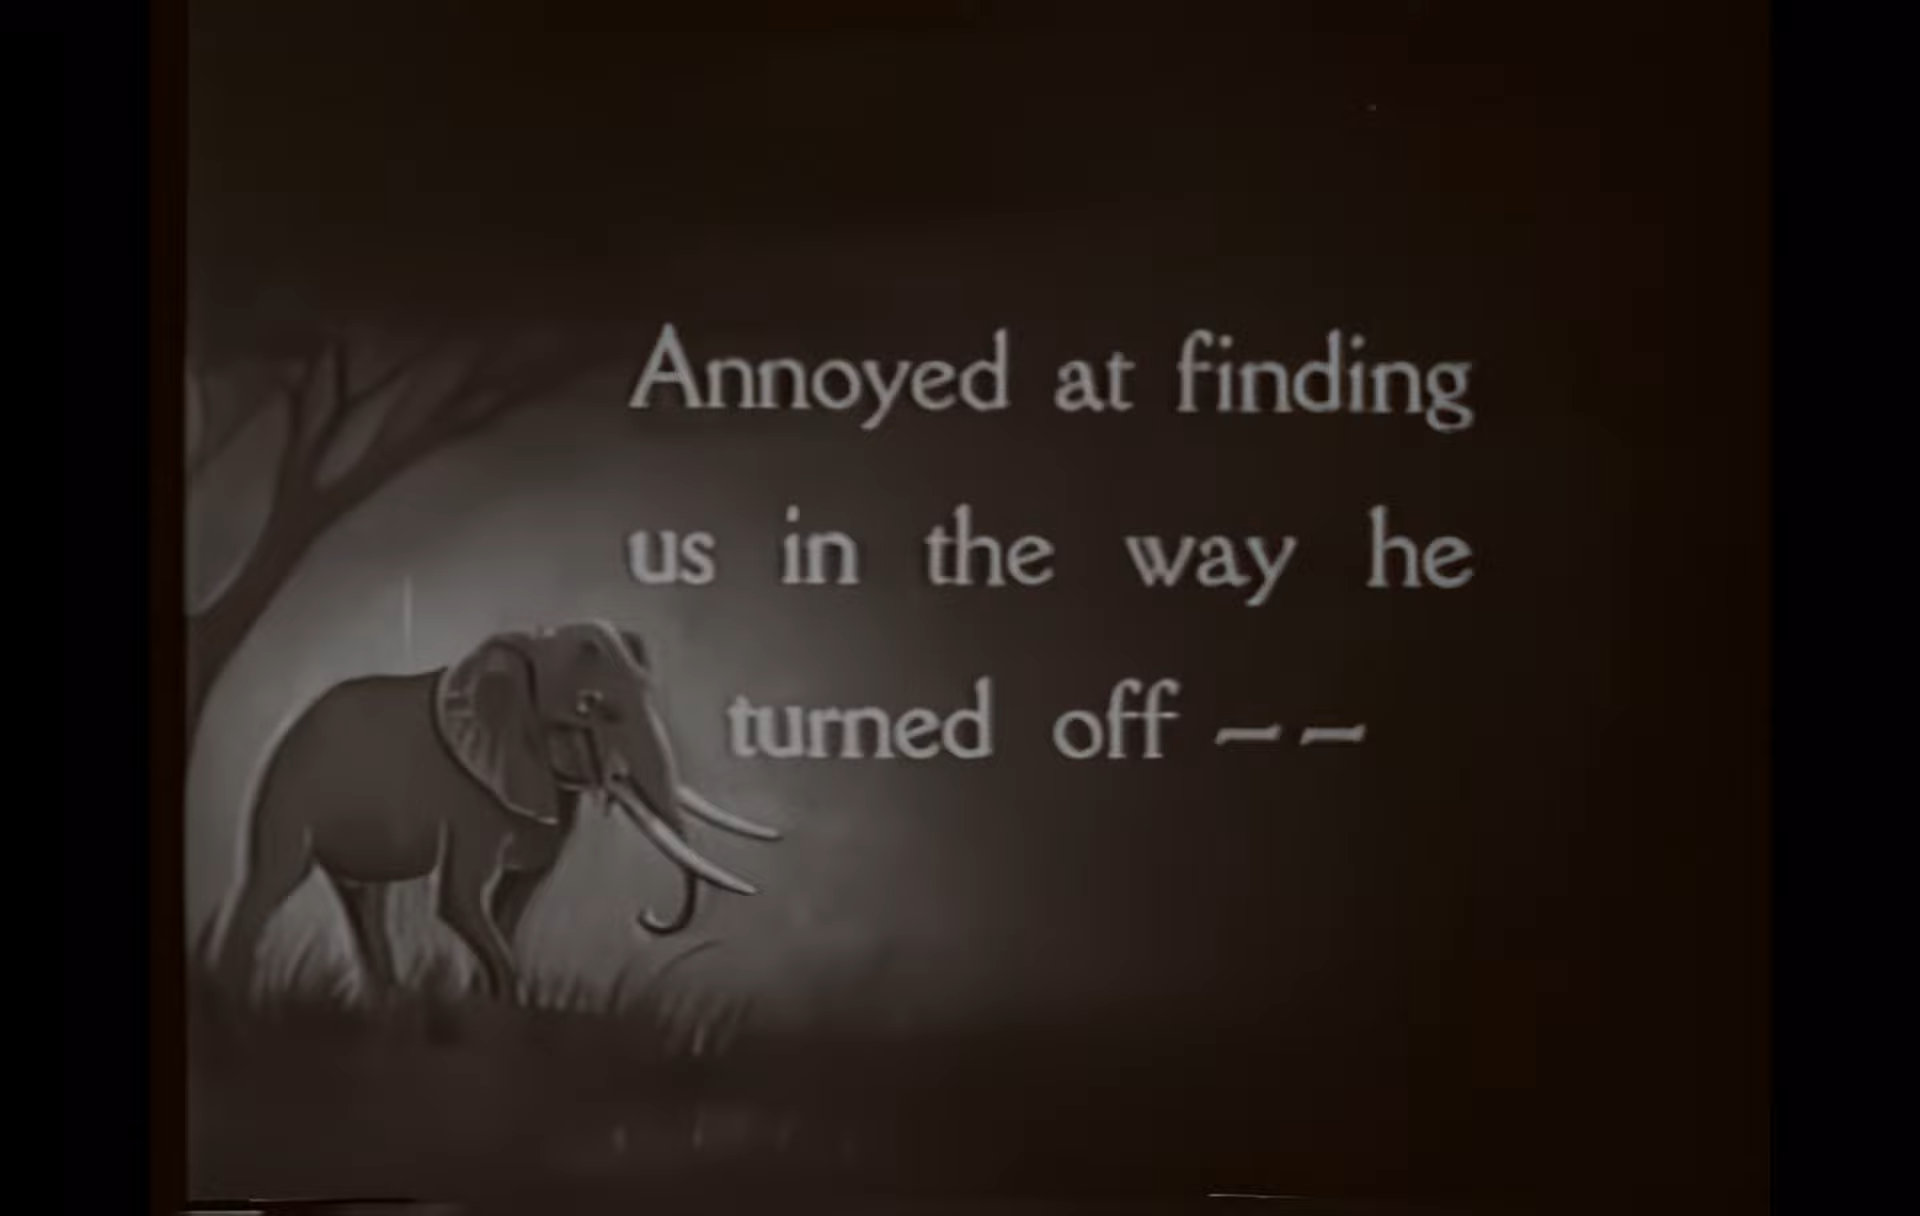 Annoyed at finding
us in the way he
turned off — —